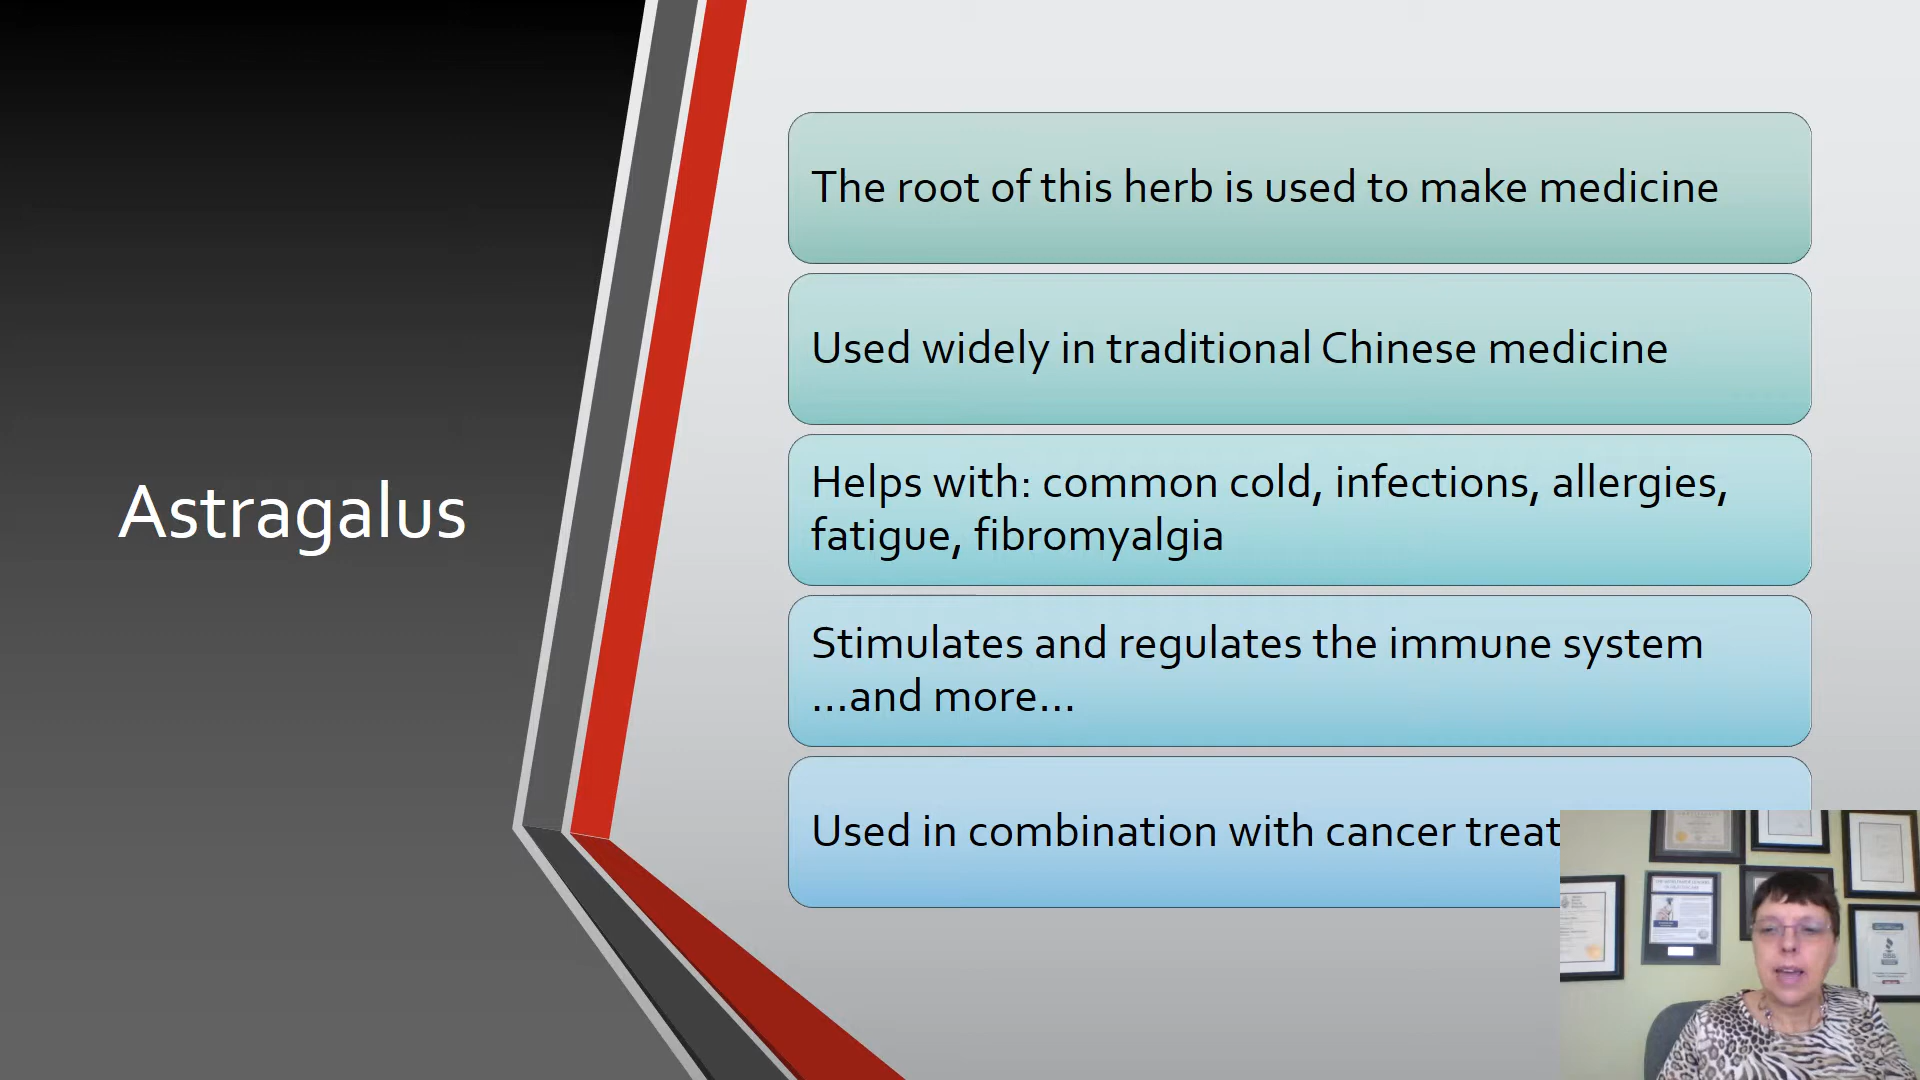 Astragalus
The root of this herb is used to make medicine
Used widely in traditional Chinese medicine
Helps with: common cold, infections, allergies,
fatigue, fibromyalgia
Stimulates and regulates the immune system
...and more...
Used in combination with cancer treat